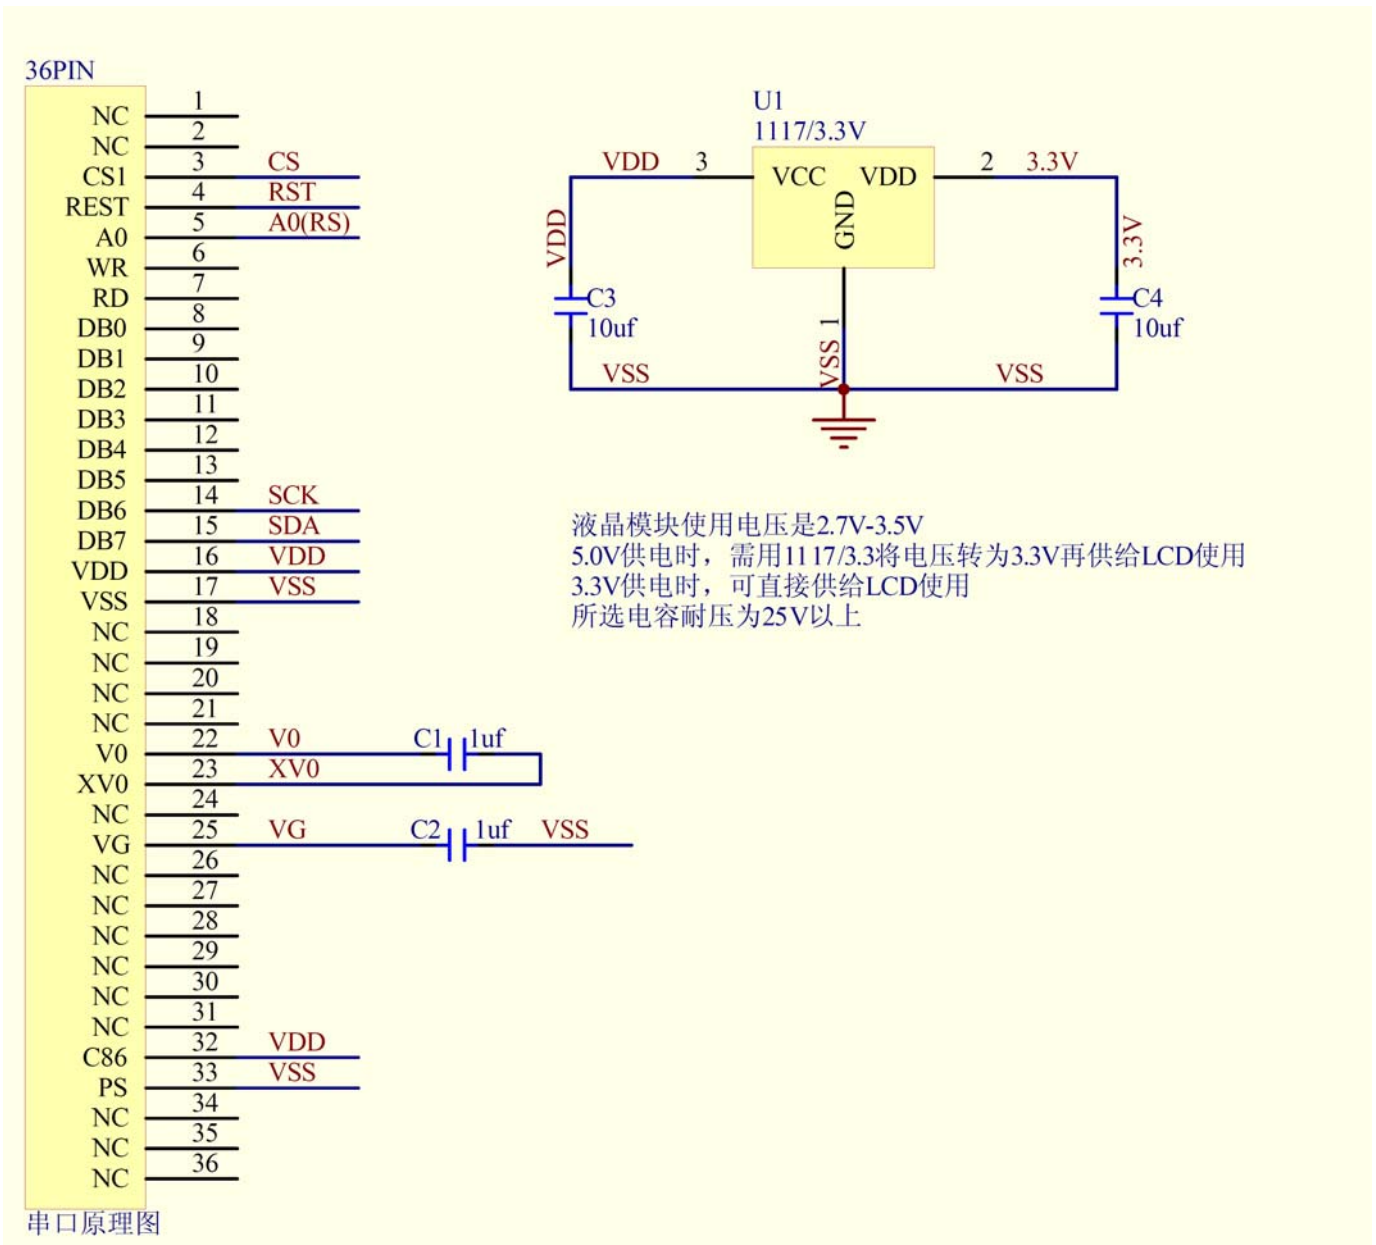 36PIN
NC 1
NC 2
CS1 3 CS
REST 4 RST
A0 5 A0(RS)
WR 6
RD 7
DB0 8
DB1 9
DB2 10
DB3 11
DB4 12
DB5 13
DB6 14 SCK
DB7 15 SDA
VDD 16 VDD
VSS 17 VSS
NC 18
NC 19
NC 20
NC 21
V0 22 V0 C1 1uf
XV0 23 XV0
NC 24
VG 25 VG C2 1uf VSS
NC 26
NC 27
NC 28
NC 29
NC 30
NC 31
C86 32 VDD
PS 33 VSS
NC 34
NC 35
NC 36
串口原理图
U1
1117/3.3V
VDD 3 VCC VDD 2 3.3V
GND
VDD
3.3V
C3
10uf
C4
10uf
1
VSS
VSS
VSS
液晶模块使用电压是2.7V-3.5V
5.0V供电时，需用1117/3.3将电压转为3.3V再供给LCD使用
3.3V供电时，可直接供给LCD使用
所选电容耐压为25V以上